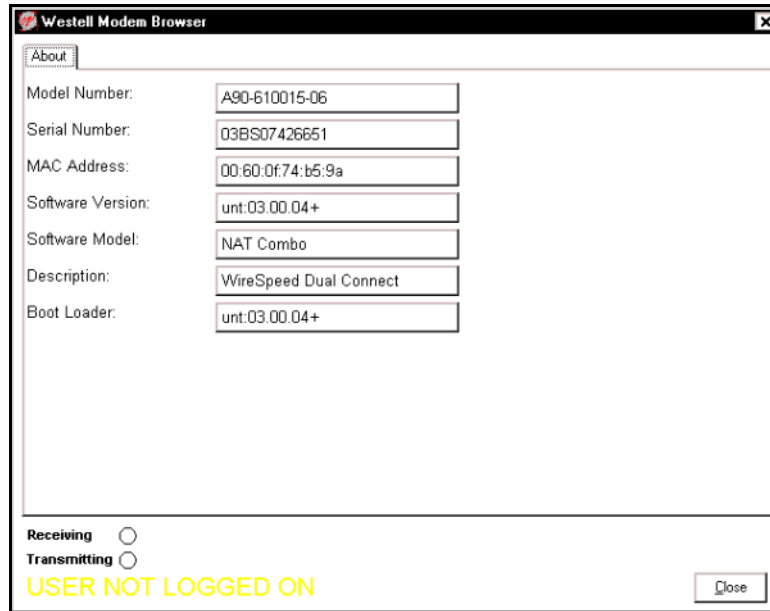 Westell Modem Browser
About
Model Number: A90-610015-06
Serial Number: 03BS07426651
MAC Address: 00:60:0f:74:b5:9a
Software Version: unt:03.00.04+
Software Model: NAT Combo
Description: WireSpeed Dual Connect
Boot Loader: unt:03.00.04+
Receiving
Transmitting
USER NOT LOGGED ON
Close